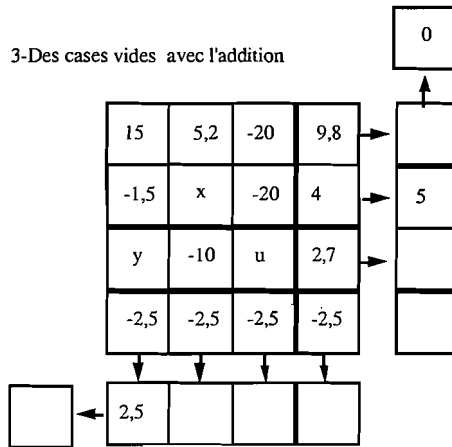 0
3-Des cases vides avec l'addition
15 5,2 -20 9,8
-1,5 x -20 4 5
y -10 u 2,7
-2,5 -2,5 -2,5 -2,5
2,5